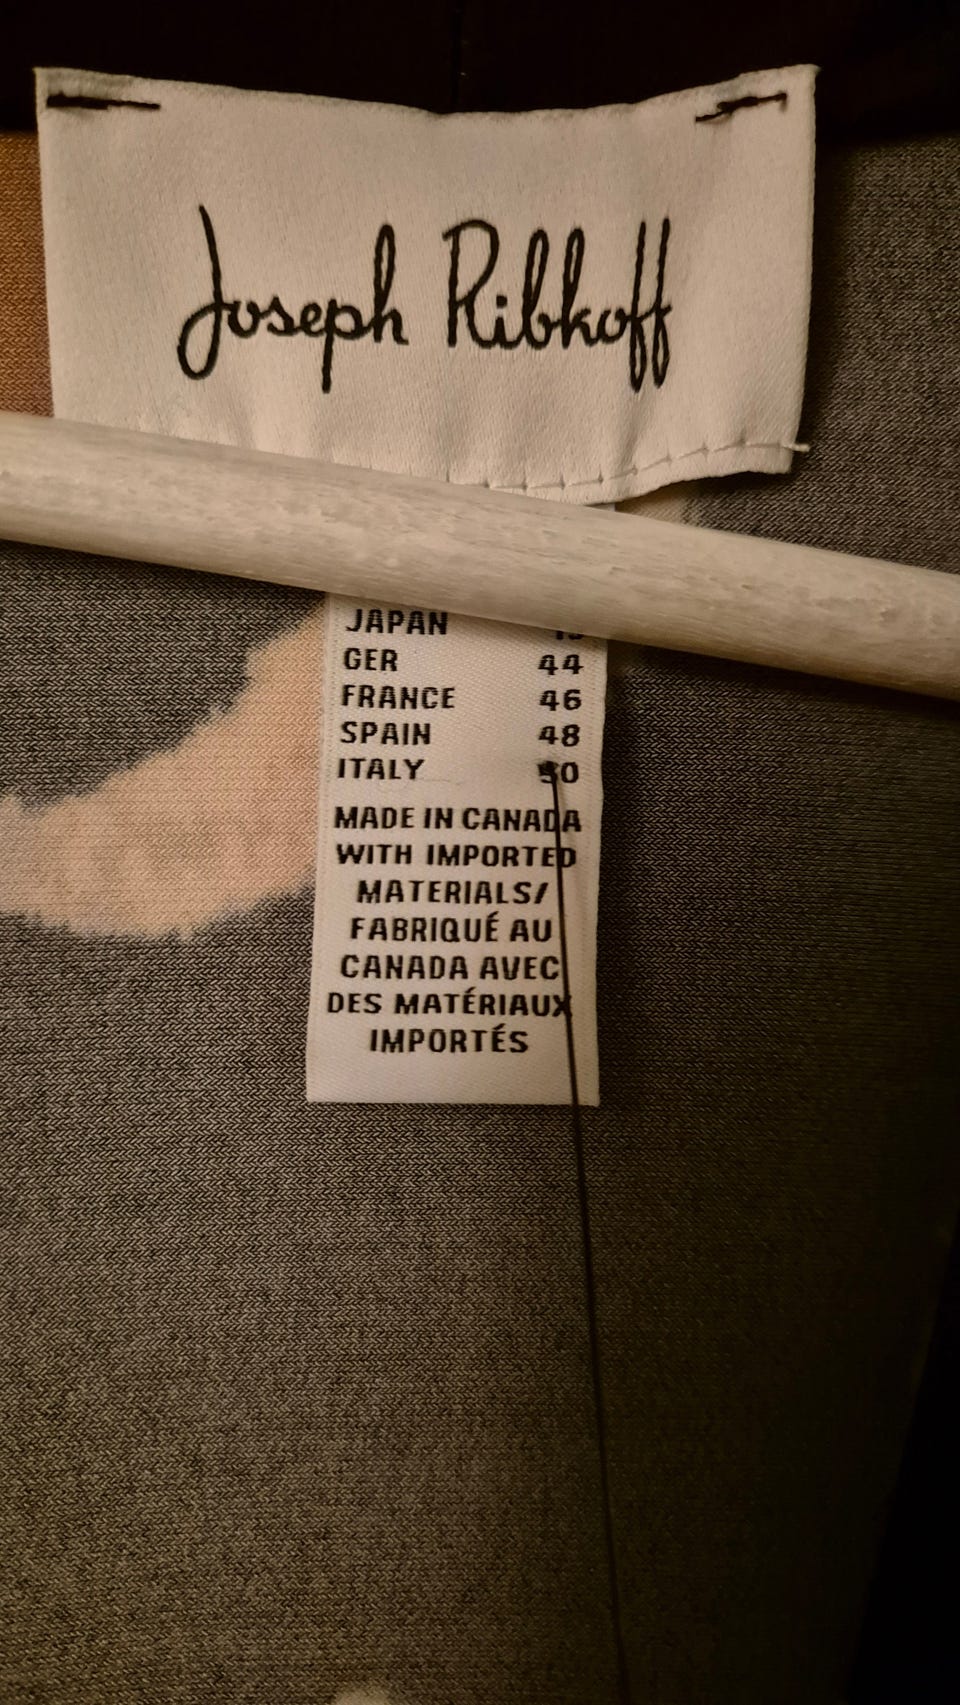 Joseph Ribkoff
JAPAN
GER 44
FRANCE 46
SPAIN 48
ITALY 50
MADE IN CANADA
WITH IMPORTED
MATERIALS/
FABRIQUÉ AU
CANADA AVEC
DES MATÉRIAUX
IMPORTÉS